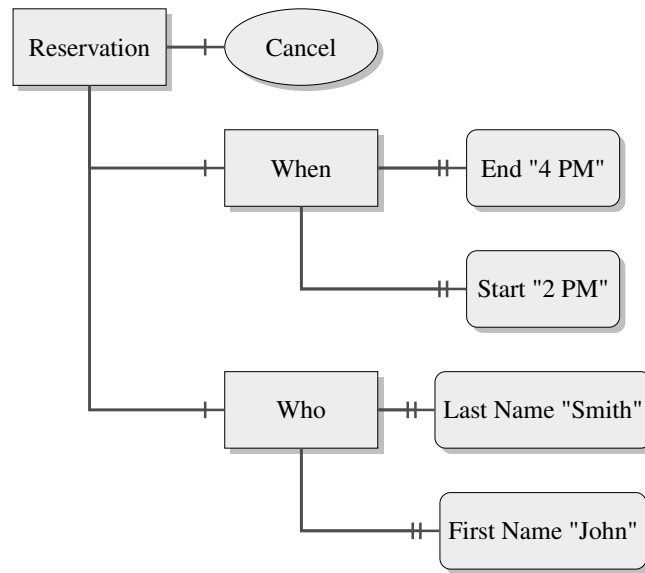 Reservation
Cancel
When
End "4 PM"
Start "2 PM"
Who
Last Name "Smith"
First Name "John"